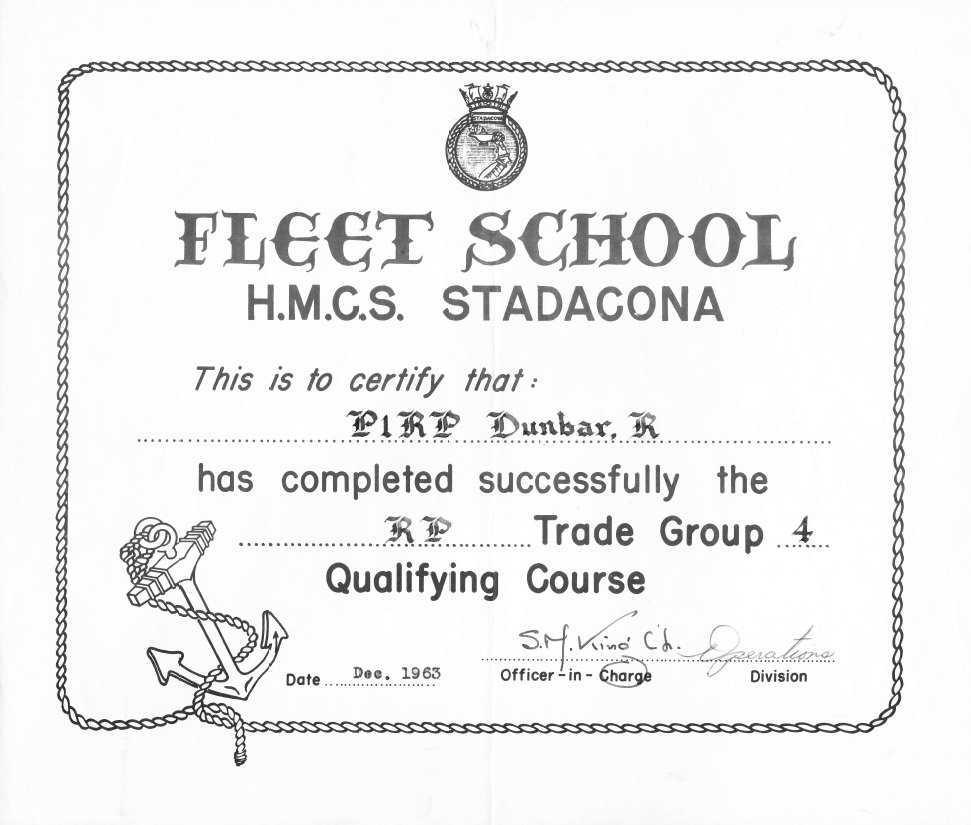 STADACONA
FLEET SCHOOL
H.M.C.S. STADACONA
This is to certify that:
P1RP Dunbar, R
has completed successfully the
RP Trade Group 4
Qualifying Course
S.M. King Cdr. Operations
Date Dec. 1963 Officer-in-Charge Division